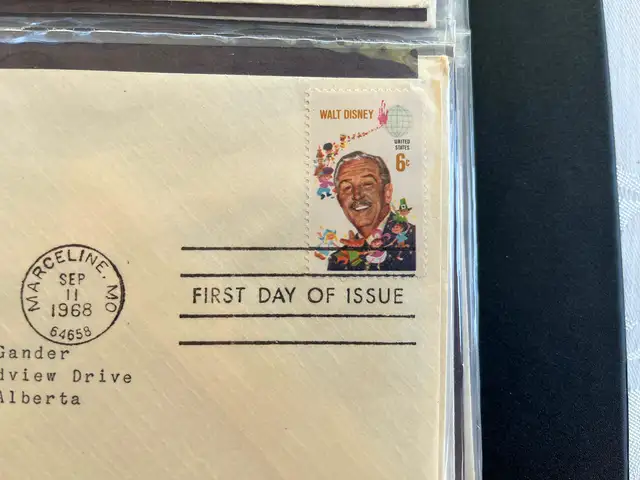 WALT DISNEY
UNITED
STATES
6c
MARCELINE, MO
SEP
11
1968
64658
FIRST DAY OF ISSUE
Gander
dview Drive
Alberta